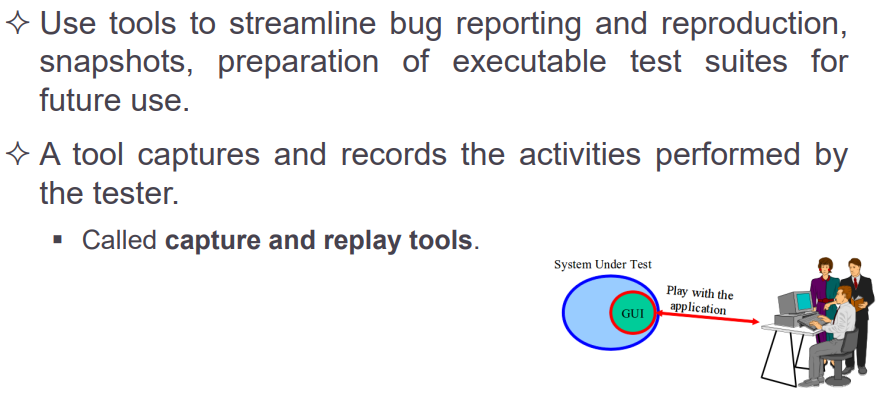 ✧ Use tools to streamline bug reporting and reproduction,
snapshots, preparation of executable test suites for
future use.
✧ A tool captures and records the activities performed by
the tester.
▪ Called capture and replay tools.
System Under Test
GUI
Play with the
application